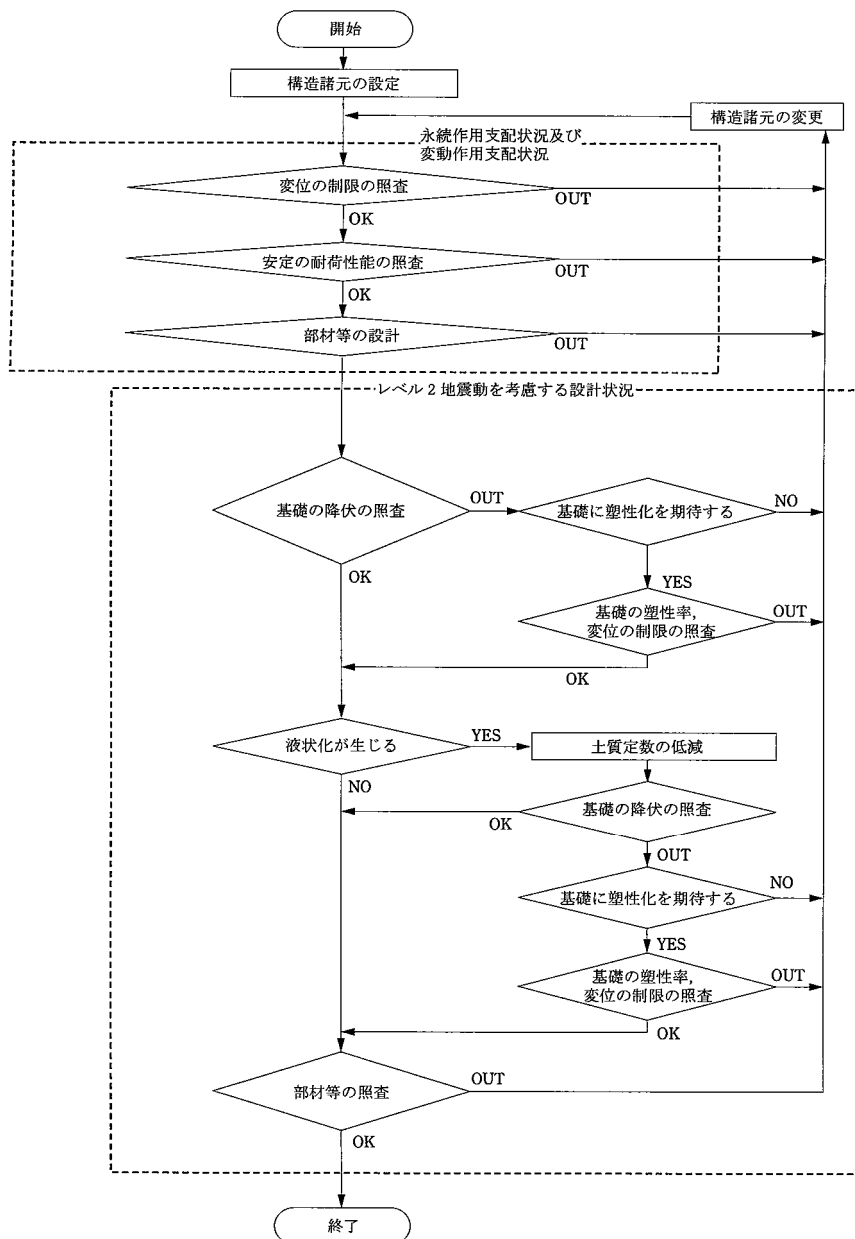 開始
構造諸元の設定
構造諸元の変更
永続作用支配状況及び
変動作用支配状況
変位の制限の照査
OUT
OK
安定の耐荷性能の照査
OUT
OK
部材等の設計
OUT
レベル2地震動を考慮する設計状況
基礎の降伏の照査
OUT
基礎に塑性化を期待する
NO
OK
YES
基礎の塑性率,
変位の制限の照査
OUT
OK
液状化が生じる
YES
土質定数の低減
NO
基礎の降伏の照査
OK
OUT
基礎に塑性化を期待する
NO
YES
基礎の塑性率,
変位の制限の照査
OUT
OK
部材等の照査
OUT
OK
終了